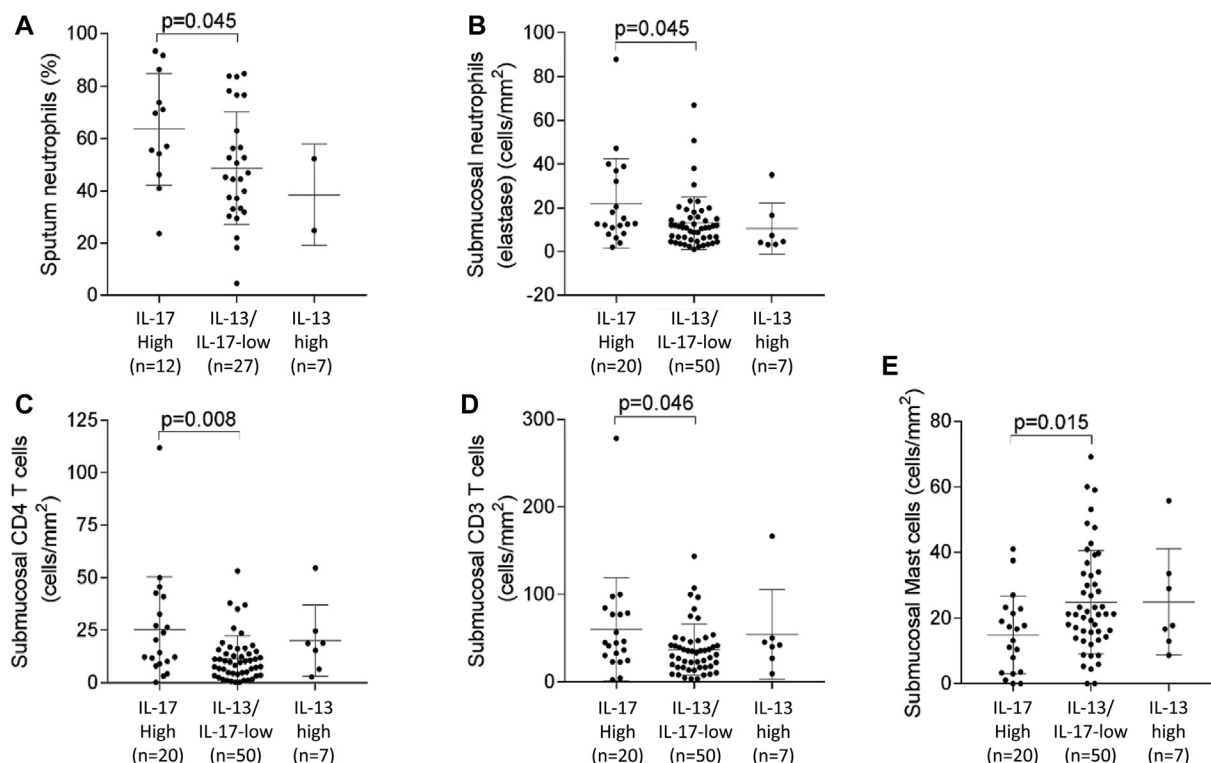 A
Sputum neutrophils (%)
p=0.045
100
80
60
40
20
0
IL-17
High
(n=12)
IL-13/
IL-17-low
(n=27)
IL-13
high
(n=7)
B
Submucosal neutrophils
(elastase) (cells/mm²)
p=0.045
100
80
60
40
20
0
-20
IL-17
High
(n=20)
IL-13/
IL-17-low
(n=50)
IL-13
high
(n=7)
C
Submucosal CD4 T cells
(cells/mm²)
p=0.008
125
100
75
50
25
0
IL-17
High
(n=20)
IL-13/
IL-17-low
(n=50)
IL-13
high
(n=7)
D
Submucosal CD3 T cells
(cells/mm²)
p=0.046
300
200
100
0
IL-17
High
(n=20)
IL-13/
IL-17-low
(n=50)
IL-13
high
(n=7)
E
Submucosal Mast cells (cells/mm²)
p=0.015
80
60
40
20
0
IL-17
High
(n=20)
IL-13/
IL-17-low
(n=50)
IL-13
high
(n=7)